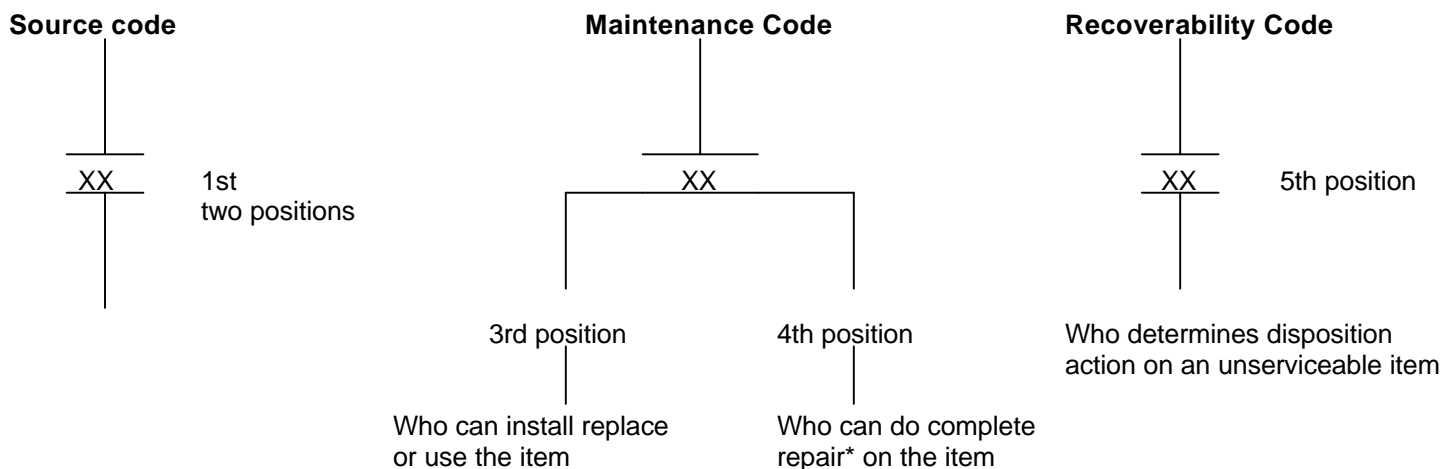 Source code
XX
1st
two positions
Maintenance Code
XX
3rd position
Who can install replace
or use the item
4th position
Who can do complete
repair* on the item
Recoverability Code
XX
5th position
Who determines disposition
action on an unserviceable item